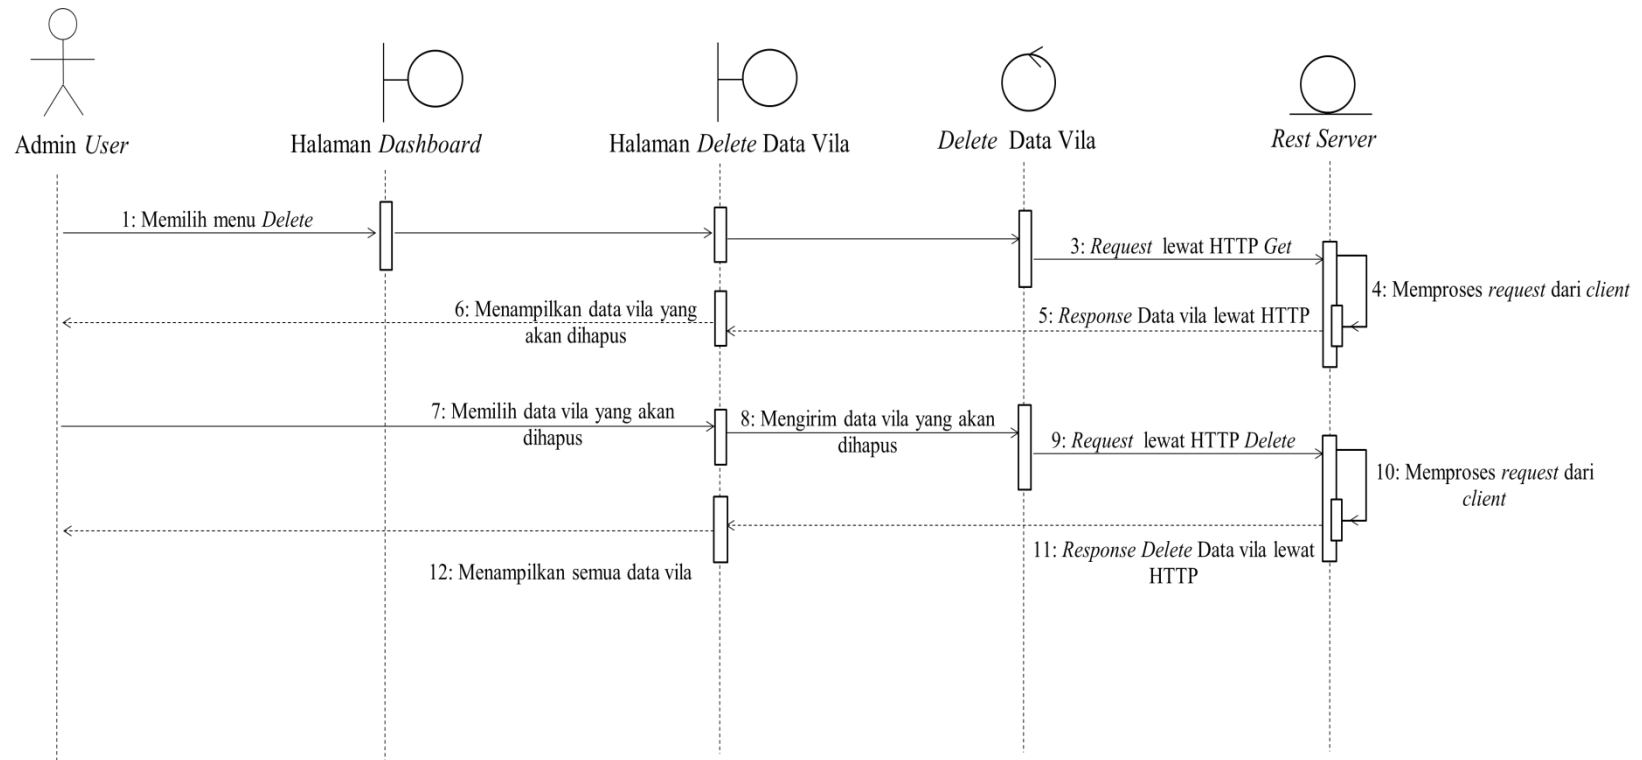 Admin User
Halaman Dashboard
Halaman Delete Data Vila
Delete Data Vila
Rest Server
1: Memilih menu Delete
3: Request lewat HTTP Get
4: Memproses request dari client
5: Response Data vila lewat HTTP
6: Menampilkan data vila yang
akan dihapus
7: Memilih data vila yang akan
dihapus
8: Mengirim data vila yang akan
dihapus
9: Request lewat HTTP Delete
10: Memproses request dari
client
11: Response Delete Data vila lewat
HTTP
12: Menampilkan semua data vila